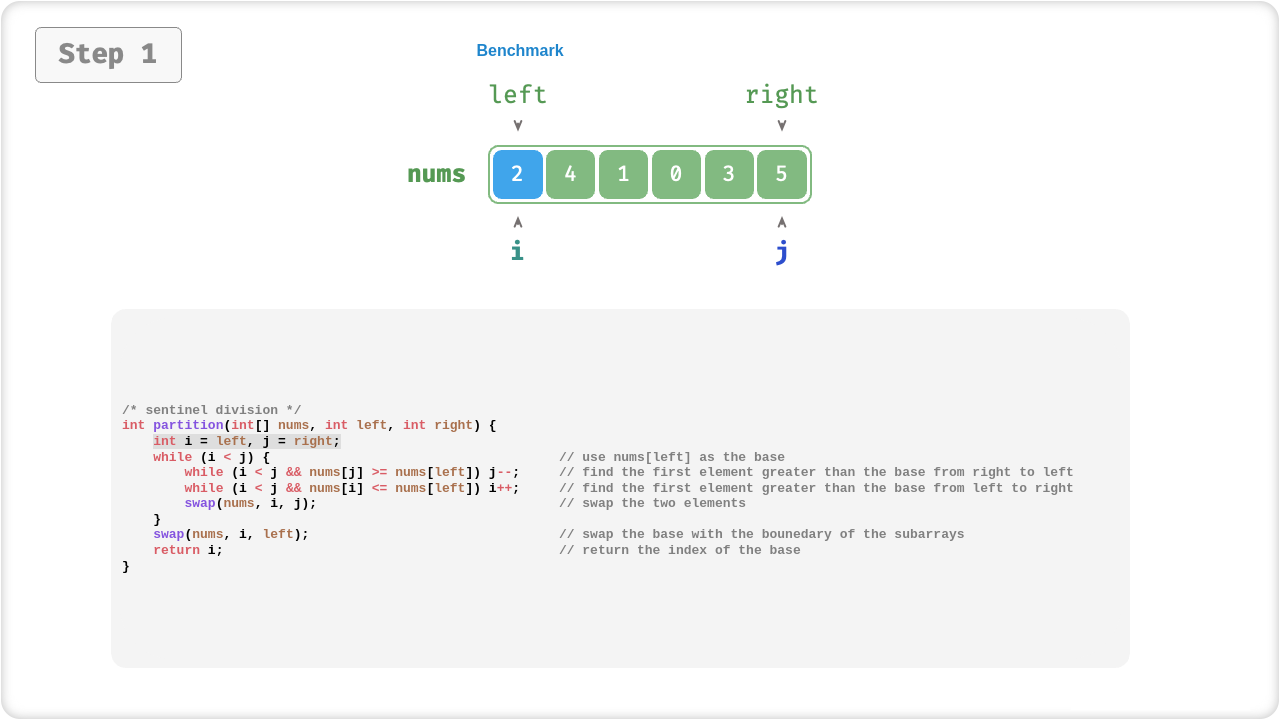 Step 1
Benchmark
left right
nums 2 4 1 0 3 5
i j
/* sentinel division */
int partition(int[] nums, int left, int right) {
    int i = left, j = right;
    while (i < j) {                                     // use nums[left] as the base
        while (i < j && nums[j] >= nums[left]) j--;     // find the first element greater than the base from right to left
        while (i < j && nums[i] <= nums[left]) i++;     // find the first element greater than the base from left to right
        swap(nums, i, j);                               // swap the two elements
    }
    swap(nums, i, left);                                // swap the base with the bounedary of the subarrays
    return i;                                           // return the index of the base
}